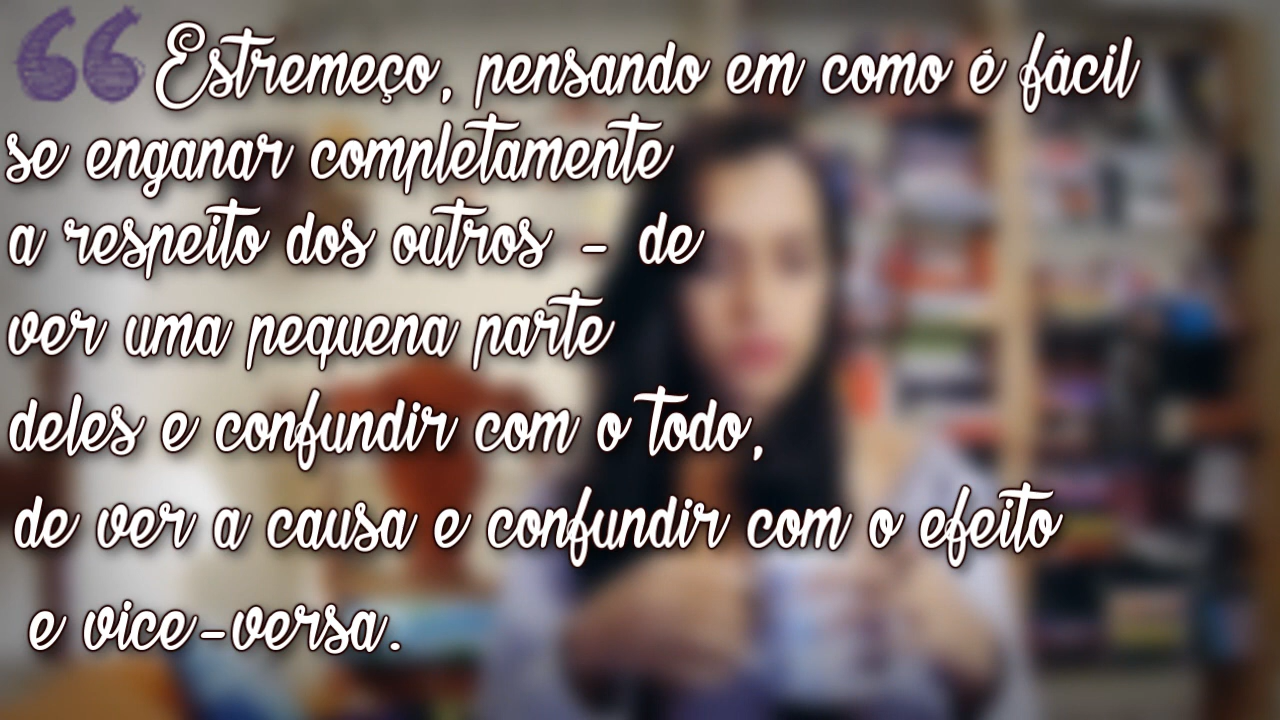 “ Estremeço, pensando em como é fácil
se enganar completamente
a respeito dos outros - de
ver uma pequena parte
deles e confundir com o todo,
de ver a causa e confundir com o efeito
e vice-versa.